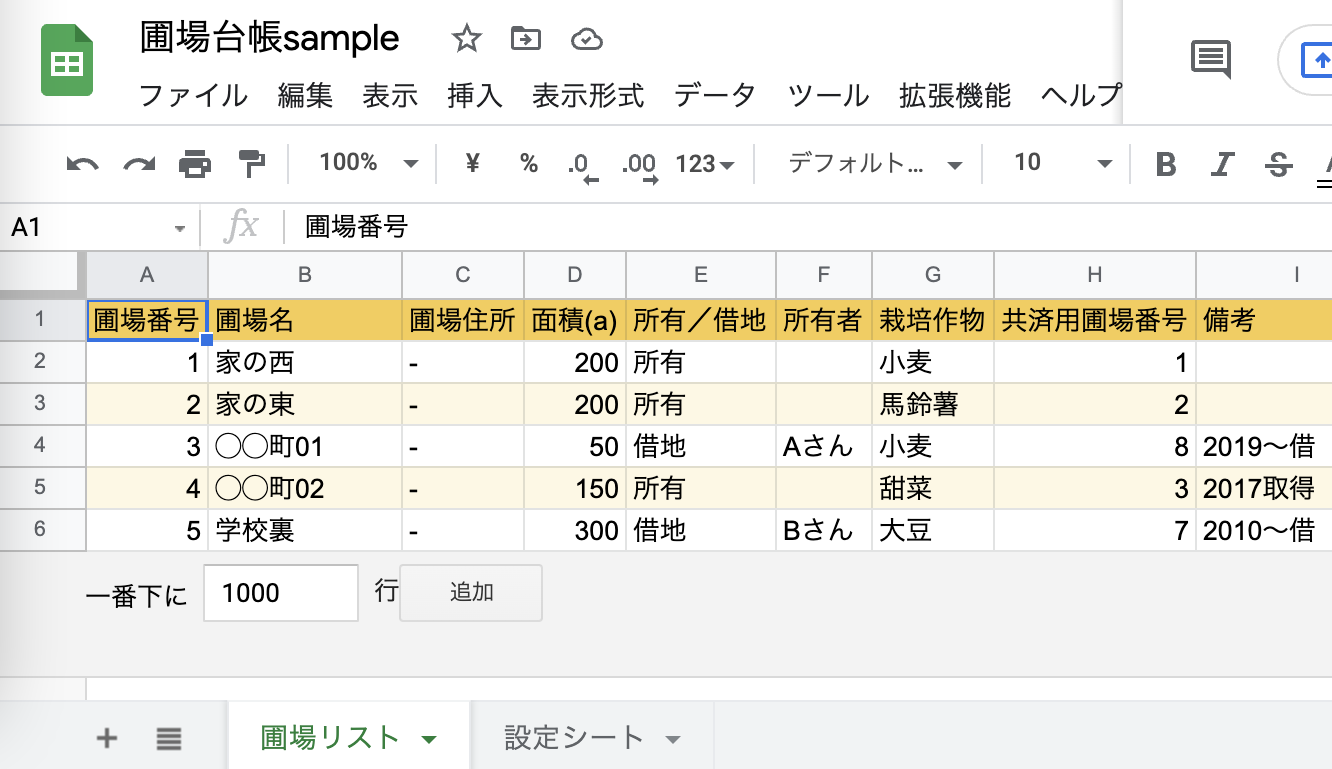 圃場台帳sample
ファイル 編集 表示 挿入 表示形式 データ ツール 拡張機能 ヘルプ
100% ¥ % .0 .00 123 デフォルト... 10 B I S
A1 fx 圃場番号
A B C D E F G H I
1 圃場番号 圃場名 圃場住所 面積(a) 所有／借地 所有者 栽培作物 共済用圃場番号 備考
2 1 家の西 - 200 所有 小麦 1
3 2 家の東 - 200 所有 馬鈴薯 2
4 3 〇〇町01 - 50 借地 Aさん 小麦 8 2019〜借
5 4 〇〇町02 - 150 所有 甜菜 3 2017取得
6 5 学校裏 - 300 借地 Bさん 大豆 7 2010〜借
一番下に 1000 行 追加
圃場リスト 設定シート